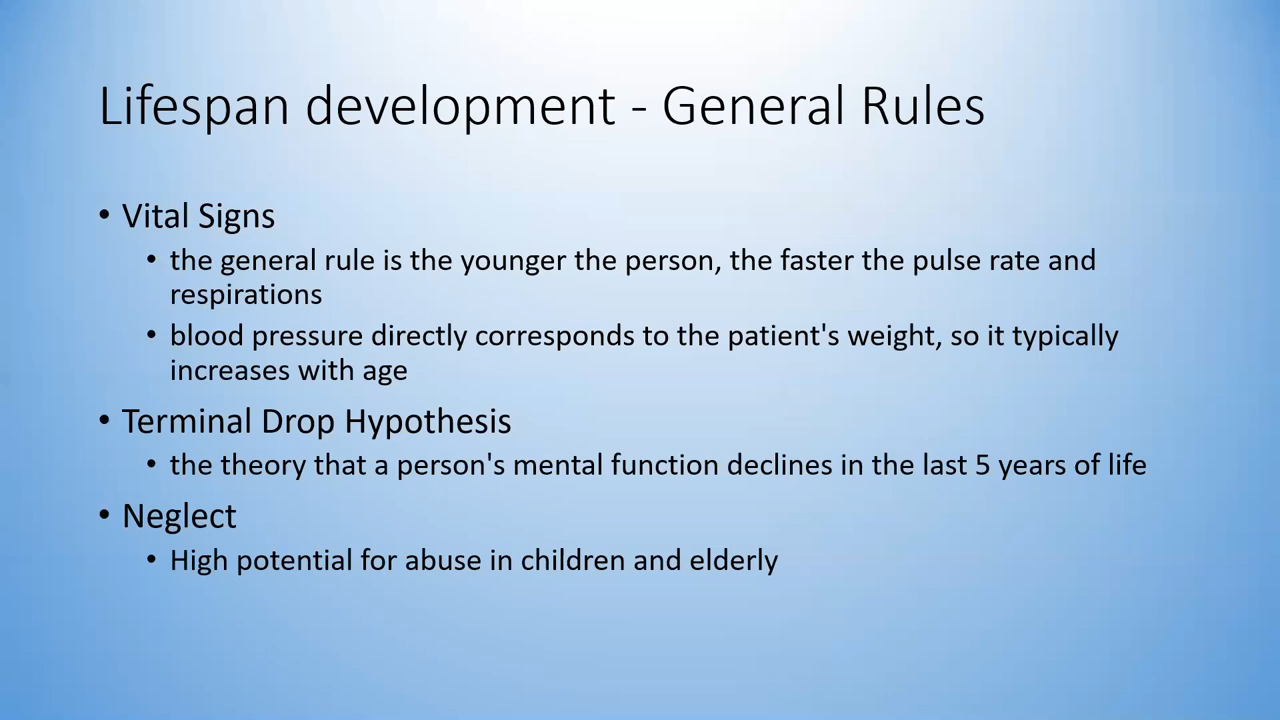 Lifespan development - General Rules
• Vital Signs
• the general rule is the younger the person, the faster the pulse rate and
respirations
• blood pressure directly corresponds to the patient's weight, so it typically
increases with age
• Terminal Drop Hypothesis
• the theory that a person's mental function declines in the last 5 years of life
• Neglect
• High potential for abuse in children and elderly